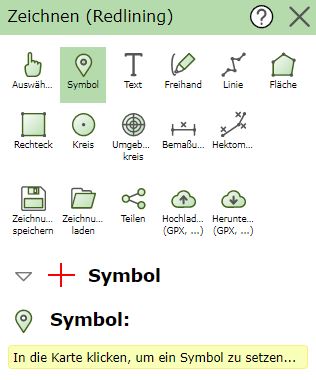 Zeichnen (Redlining) ?
Auswäh... Symbol Text Freihand Linie Fläche
Rechteck Kreis Umgeb... Bemaßu... Hektom...
kreis
Zeichnu... Zeichnu... Teilen Hochlad... Herunte...
speichern laden (GPX, ...) (GPX, ...)
Symbol
Symbol:
In die Karte klicken, um ein Symbol zu setzen...